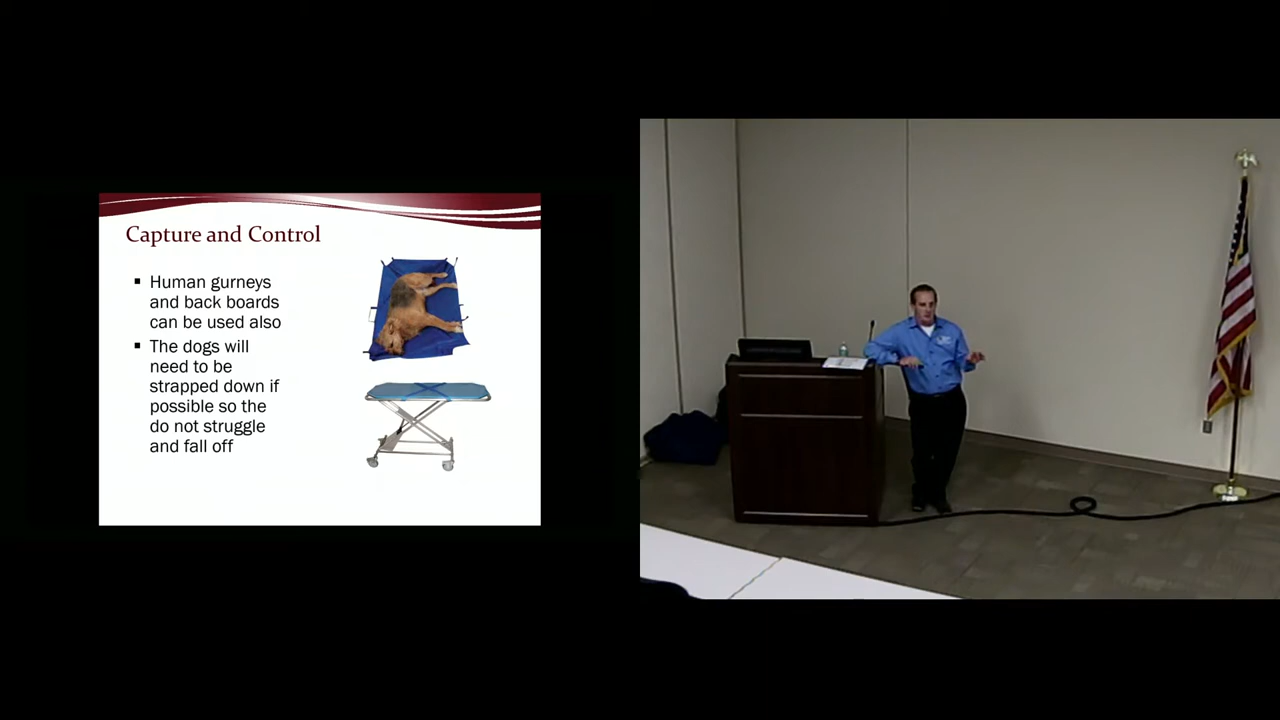 Capture and Control
▪ Human gurneys
and back boards
can be used also
▪ The dogs will
need to be
strapped down if
possible so the
do not struggle
and fall off